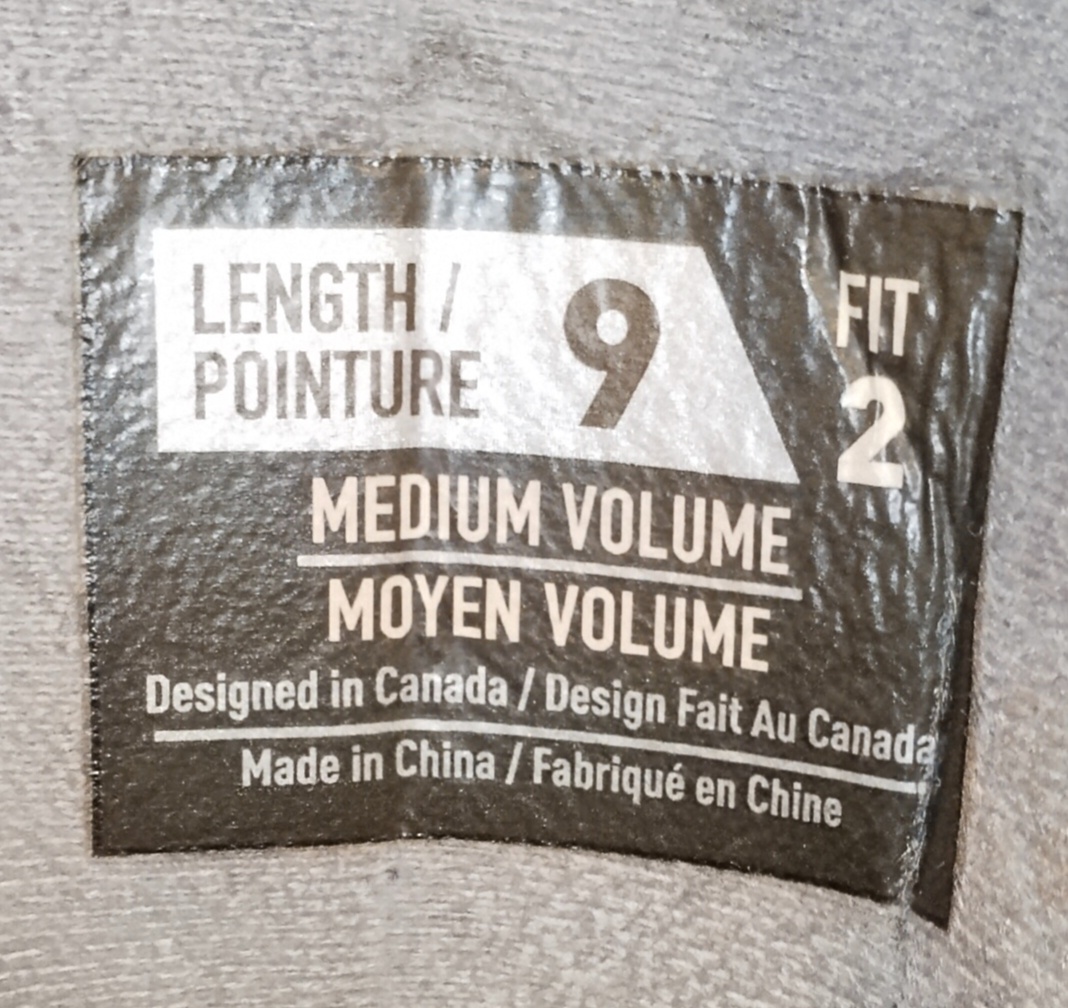 LENGTH /
POINTURE
9
FIT
2
MEDIUM VOLUME
MOYEN VOLUME
Designed in Canada / Design Fait Au Canada
Made in China / Fabriqué en Chine